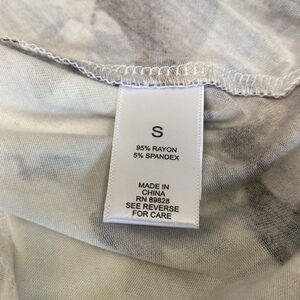 S
95% RAYON
5% SPANDEX
MADE IN
CHINA
RN 89828
SEE REVERSE
FOR CARE